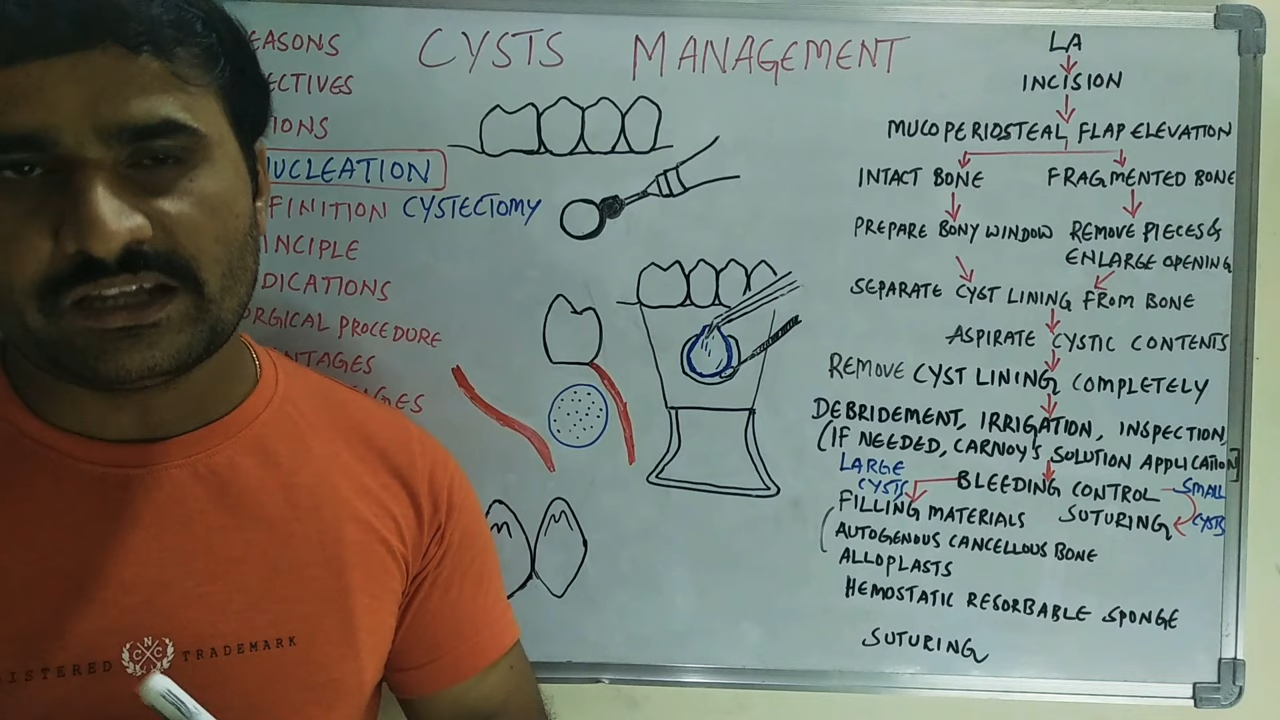 CYSTS MANAGEMENT
EASONS
ECTIVES
IONS
UCLEATION
FINITION CYSTECTOMY
INCIPLE
DICATIONS
RGICAL PROCEDURE
NTAGES
AGES
LA
INCISION
MUCOPERIOSTEAL FLAP ELEVATION
INTACT BONE FRAGMENTED BONE
PREPARE BONY WINDOW REMOVE PIECES &
ENLARGE OPENING
SEPARATE CYST LINING FROM BONE
ASPIRATE CYSTIC CONTENTS
REMOVE CYST LINING COMPLETELY
DEBRIDEMENT, IRRIGATION, INSPECTION
(IF NEEDED, CARNOY'S SOLUTION APPLICATION)
LARGE CYSTS BLEEDING CONTROL SMALL CYSTS
FILLING MATERIALS SUTURING
AUTOGENOUS CANCELLOUS BONE
ALLOPLASTS
HEMOSTATIC RESORBABLE SPONGE
SUTURING
ISTERED TRADEMARK
N
C C